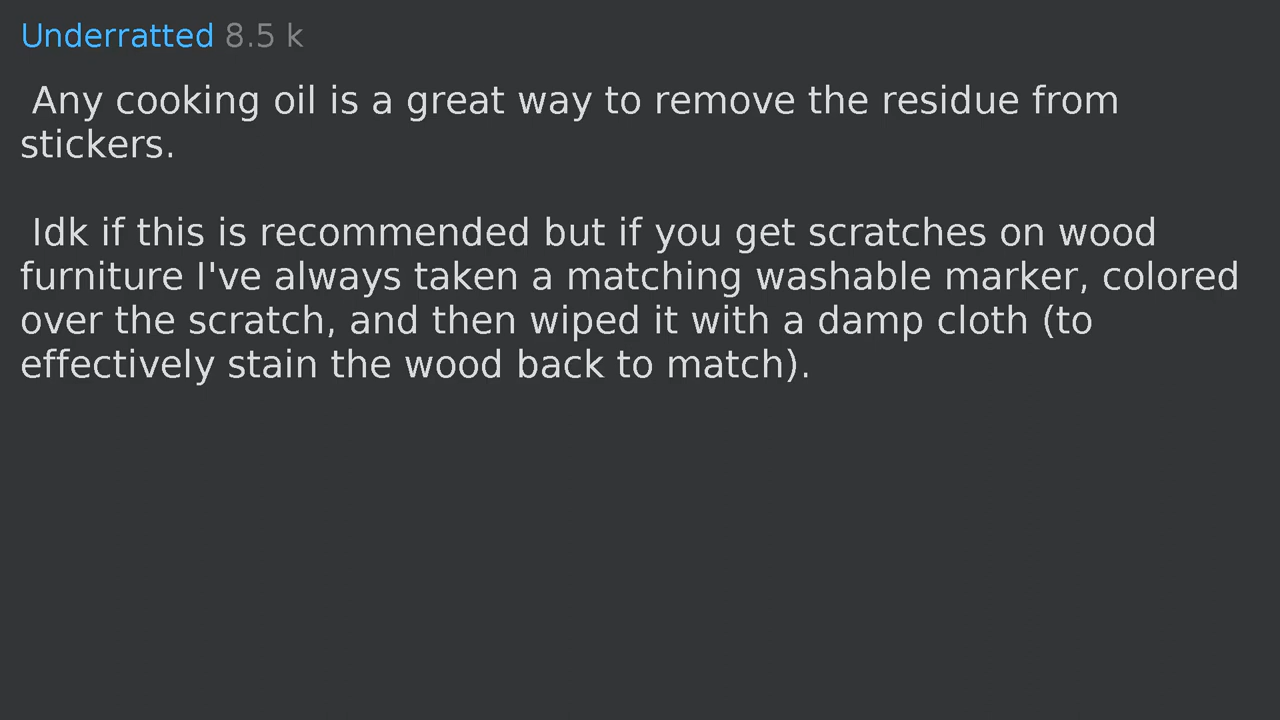 Underratted 8.5 k
Any cooking oil is a great way to remove the residue from
stickers.
Idk if this is recommended but if you get scratches on wood
furniture I've always taken a matching washable marker, colored
over the scratch, and then wiped it with a damp cloth (to
effectively stain the wood back to match).